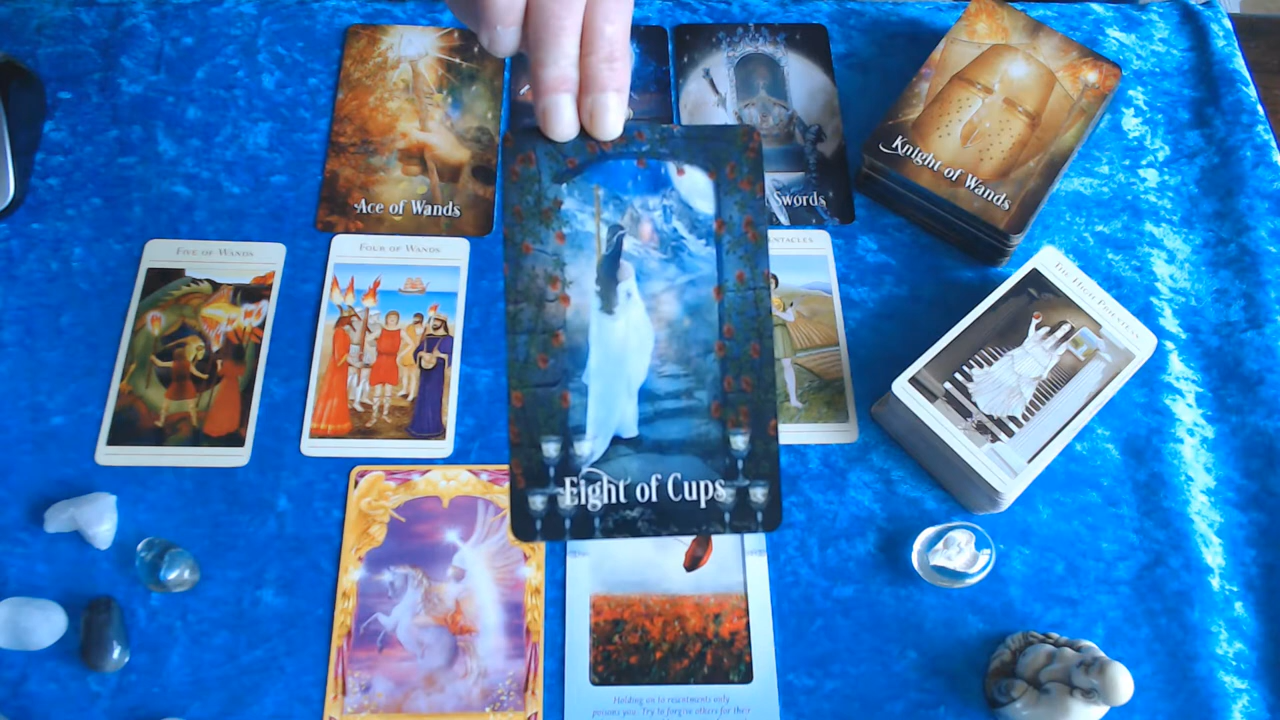 Ace of Wands
Swords
Knight of Wands
FIVE OF WANDS
FOUR OF WANDS
THE HIGH PRIESTESS
Eight of Cups
Holding on to resentments only
poisons you. Try to forgive others for their